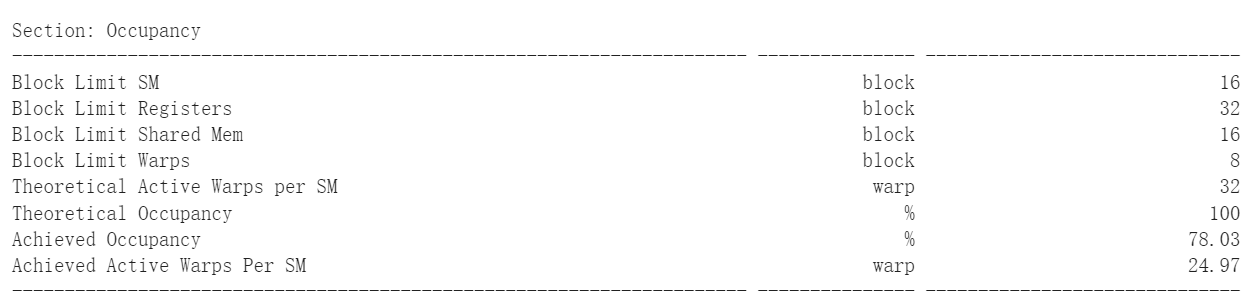 Section: Occupancy
---------------------------------------------------------------------- --------------- ------------------------------
Block Limit SM block 16
Block Limit Registers block 32
Block Limit Shared Mem block 16
Block Limit Warps block 8
Theoretical Active Warps per SM warp 32
Theoretical Occupancy % 100
Achieved Occupancy % 78.03
Achieved Active Warps Per SM warp 24.97
---------------------------------------------------------------------- --------------- ------------------------------